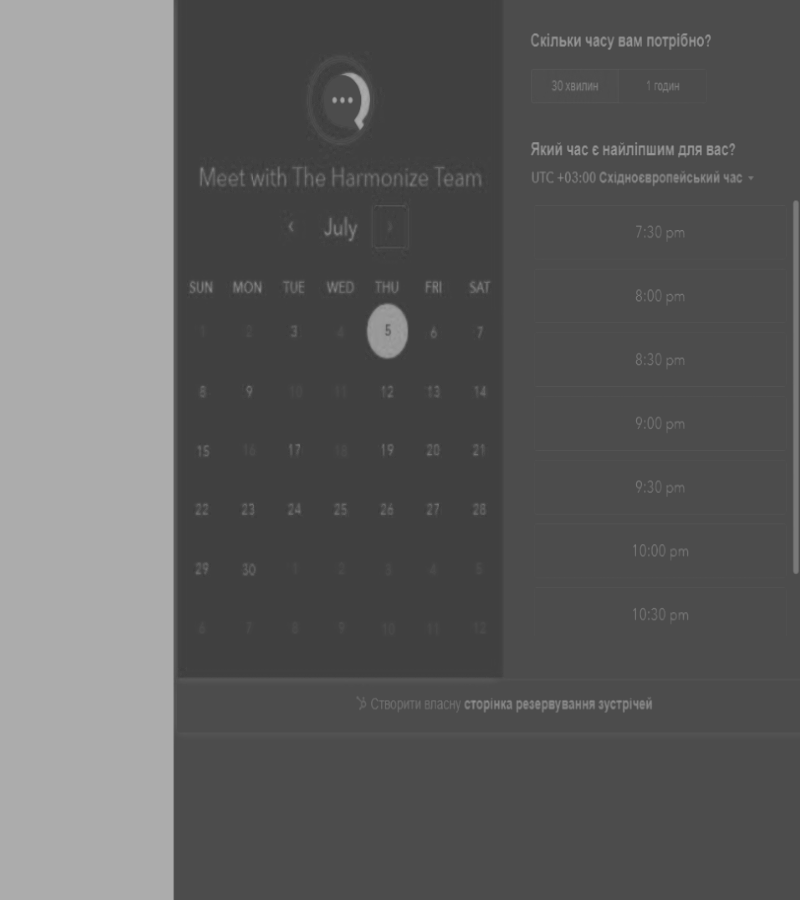 Meet with The Harmonize Team
July
SUN MON TUE WED THU FRI SAT
1 2 3 4 5 6 7
8 9 10 11 12 13 14
15 16 17 18 19 20 21
22 23 24 25 26 27 28
29 30 1 2 3 4 5
6 7 8 9 10 11 12
Скільки часу вам потрібно?
30 хвилин 1 годин
Який час є найліпшим для вас?
UTC +03:00 Східноєвропейський час
7:30 pm
8:00 pm
8:30 pm
9:00 pm
9:30 pm
10:00 pm
10:30 pm
Створити власну сторінка резервування зустрічей